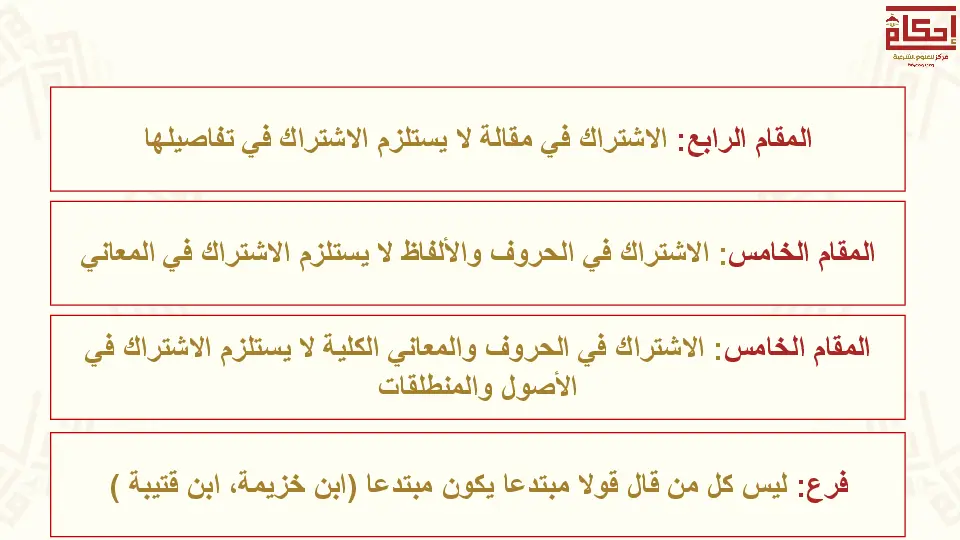 إحكام
مركز للعلوم الشرعية
المقام الرابع: الاشتراك في مقالة لا يستلزم الاشتراك في تفاصيلها
المقام الخامس: الاشتراك في الحروف والألفاظ لا يستلزم الاشتراك في المعاني
المقام الخامس: الاشتراك في الحروف والمعاني الكلية لا يستلزم الاشتراك في
الأصول والمنطلقات
فرع: ليس كل من قال قولا مبتدعا يكون مبتدعا (ابن خزيمة، ابن قتيبة )